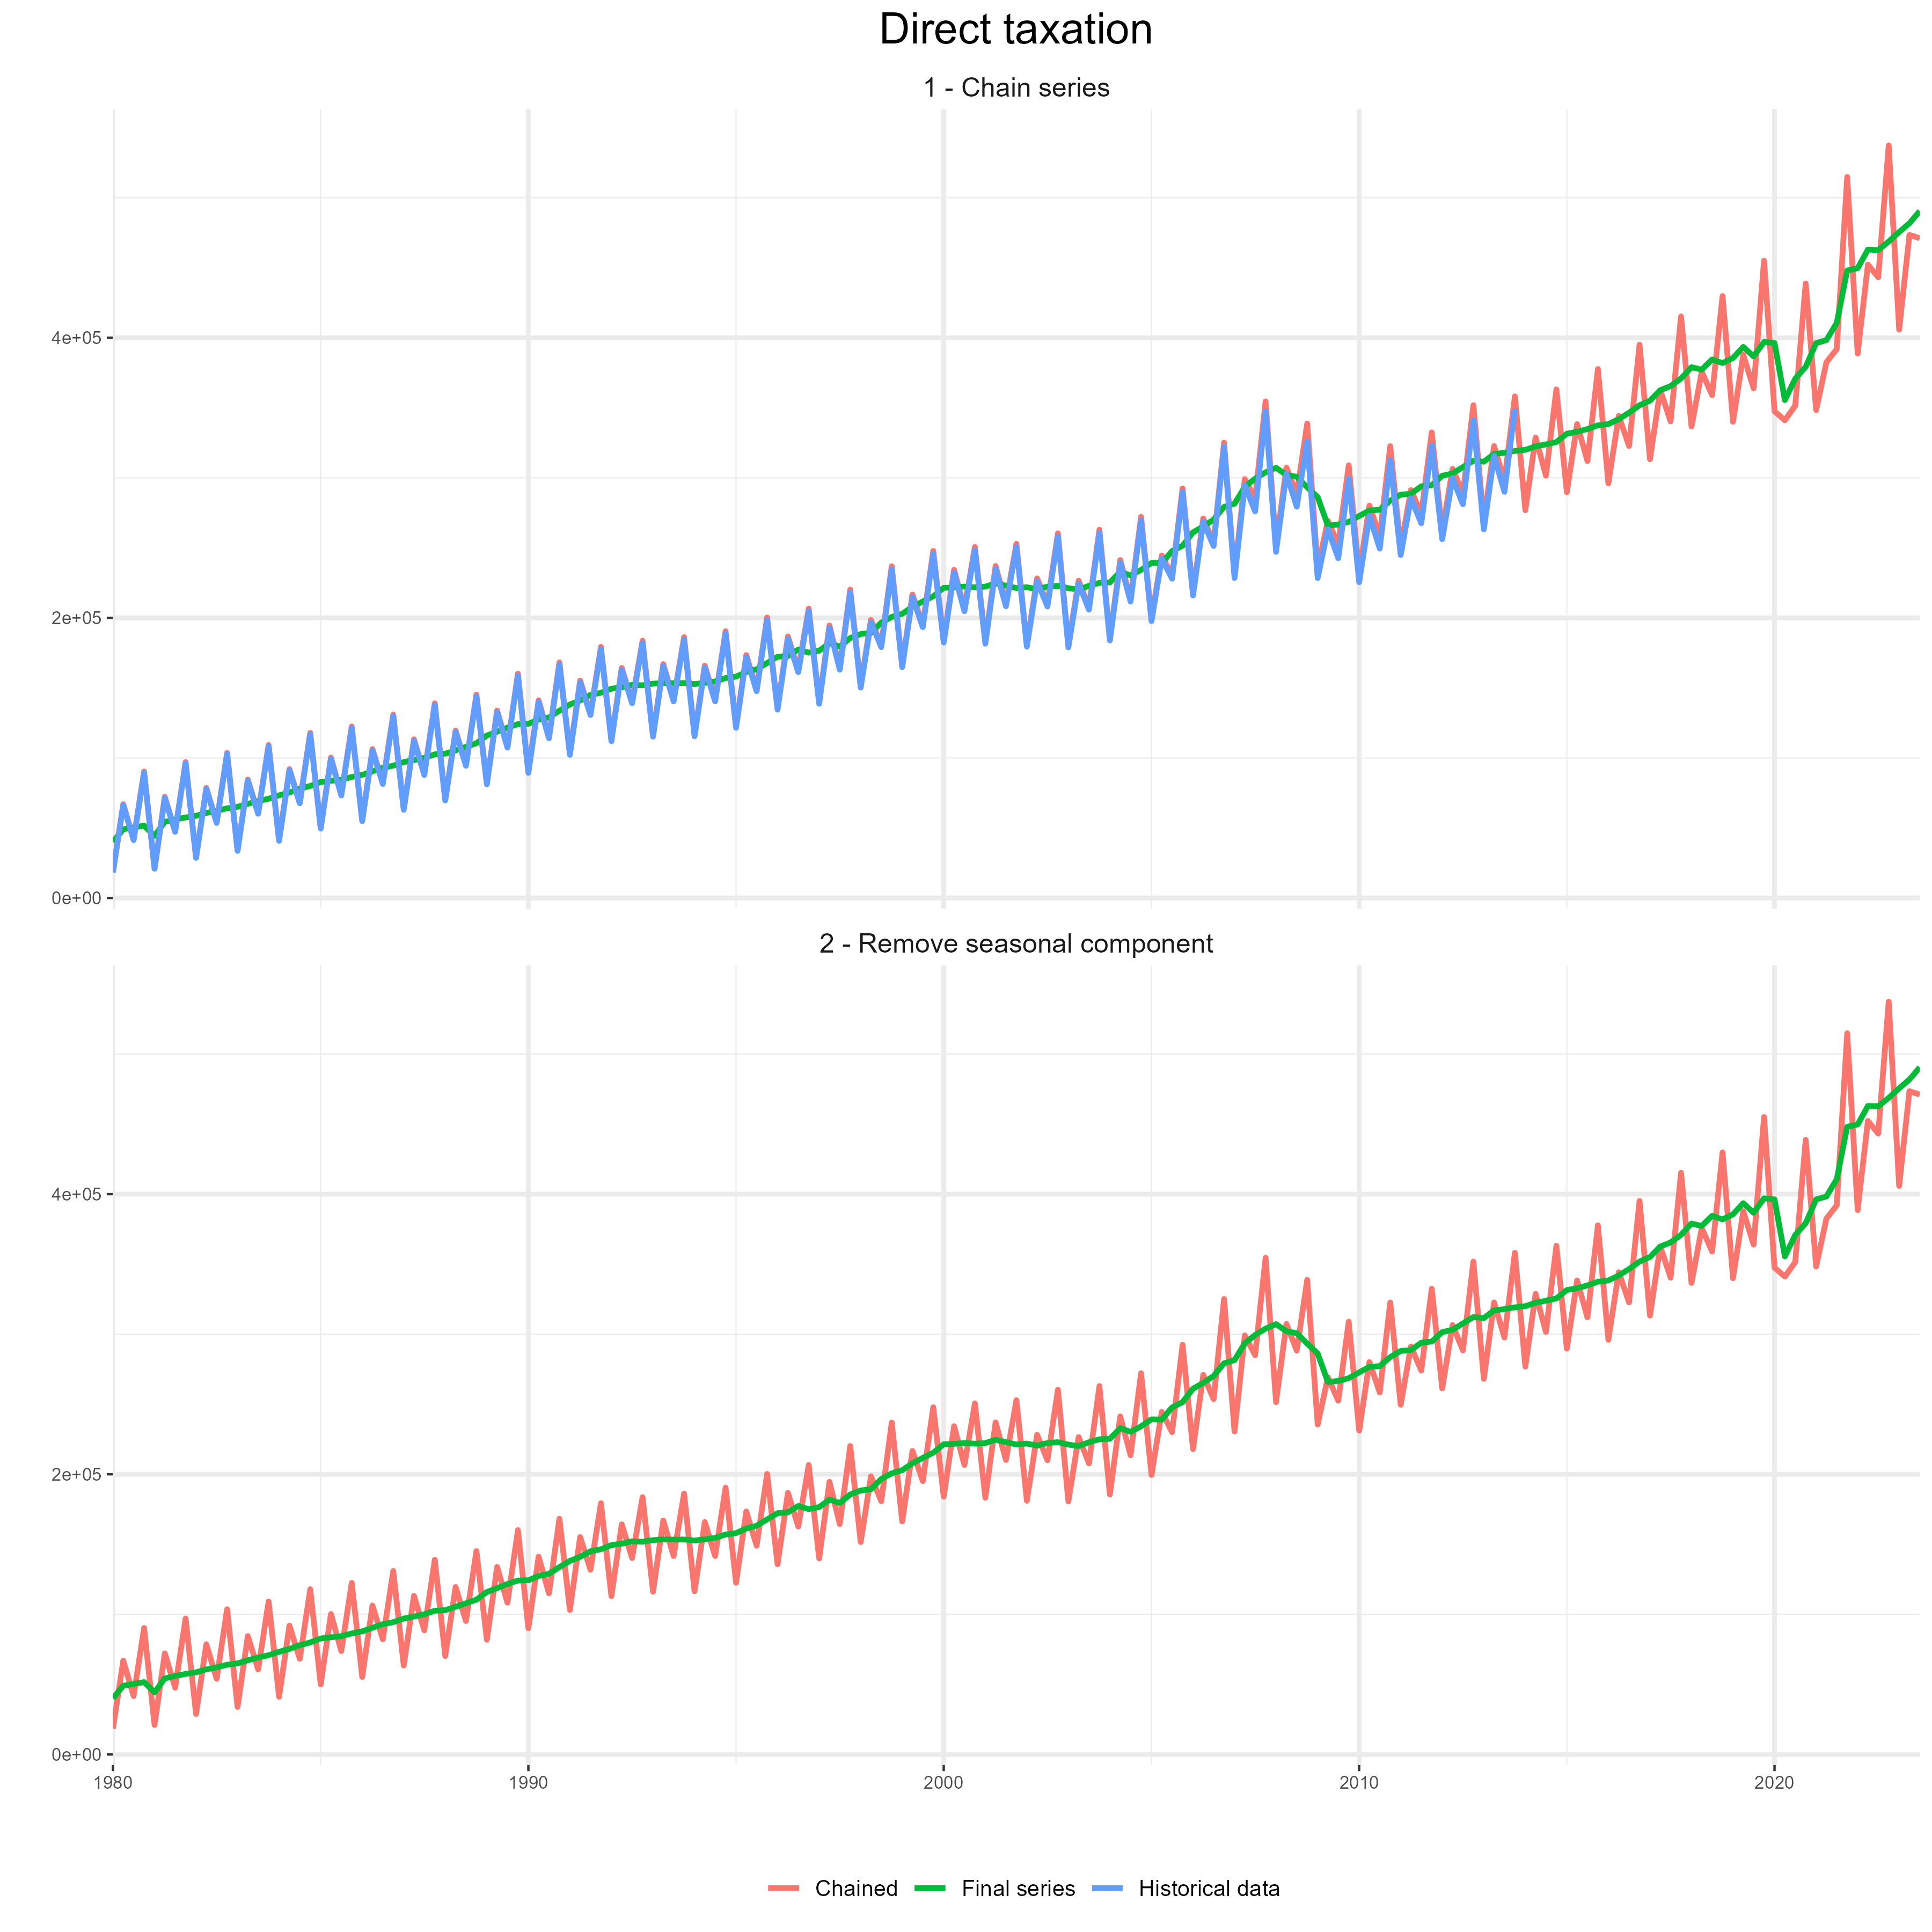 Direct taxation
1 - Chain series
4e+05
2e+05
0e+00
2 - Remove seasonal component
4e+05
2e+05
0e+00
1980 1990 2000 2010 2020
Chained Final series Historical data